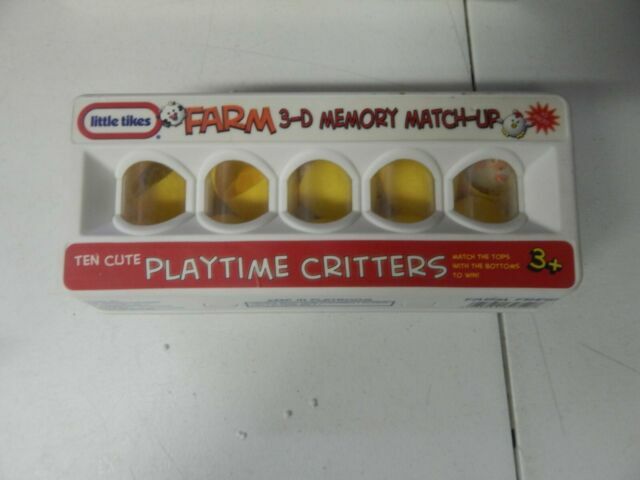 little tikes®
FARM 3-D MEMORY MATCH-UP
TEN CUTE PLAYTIME CRITTERS
MATCH THE TOPS
WITH THE BOTTOMS
TO WIN!
3+